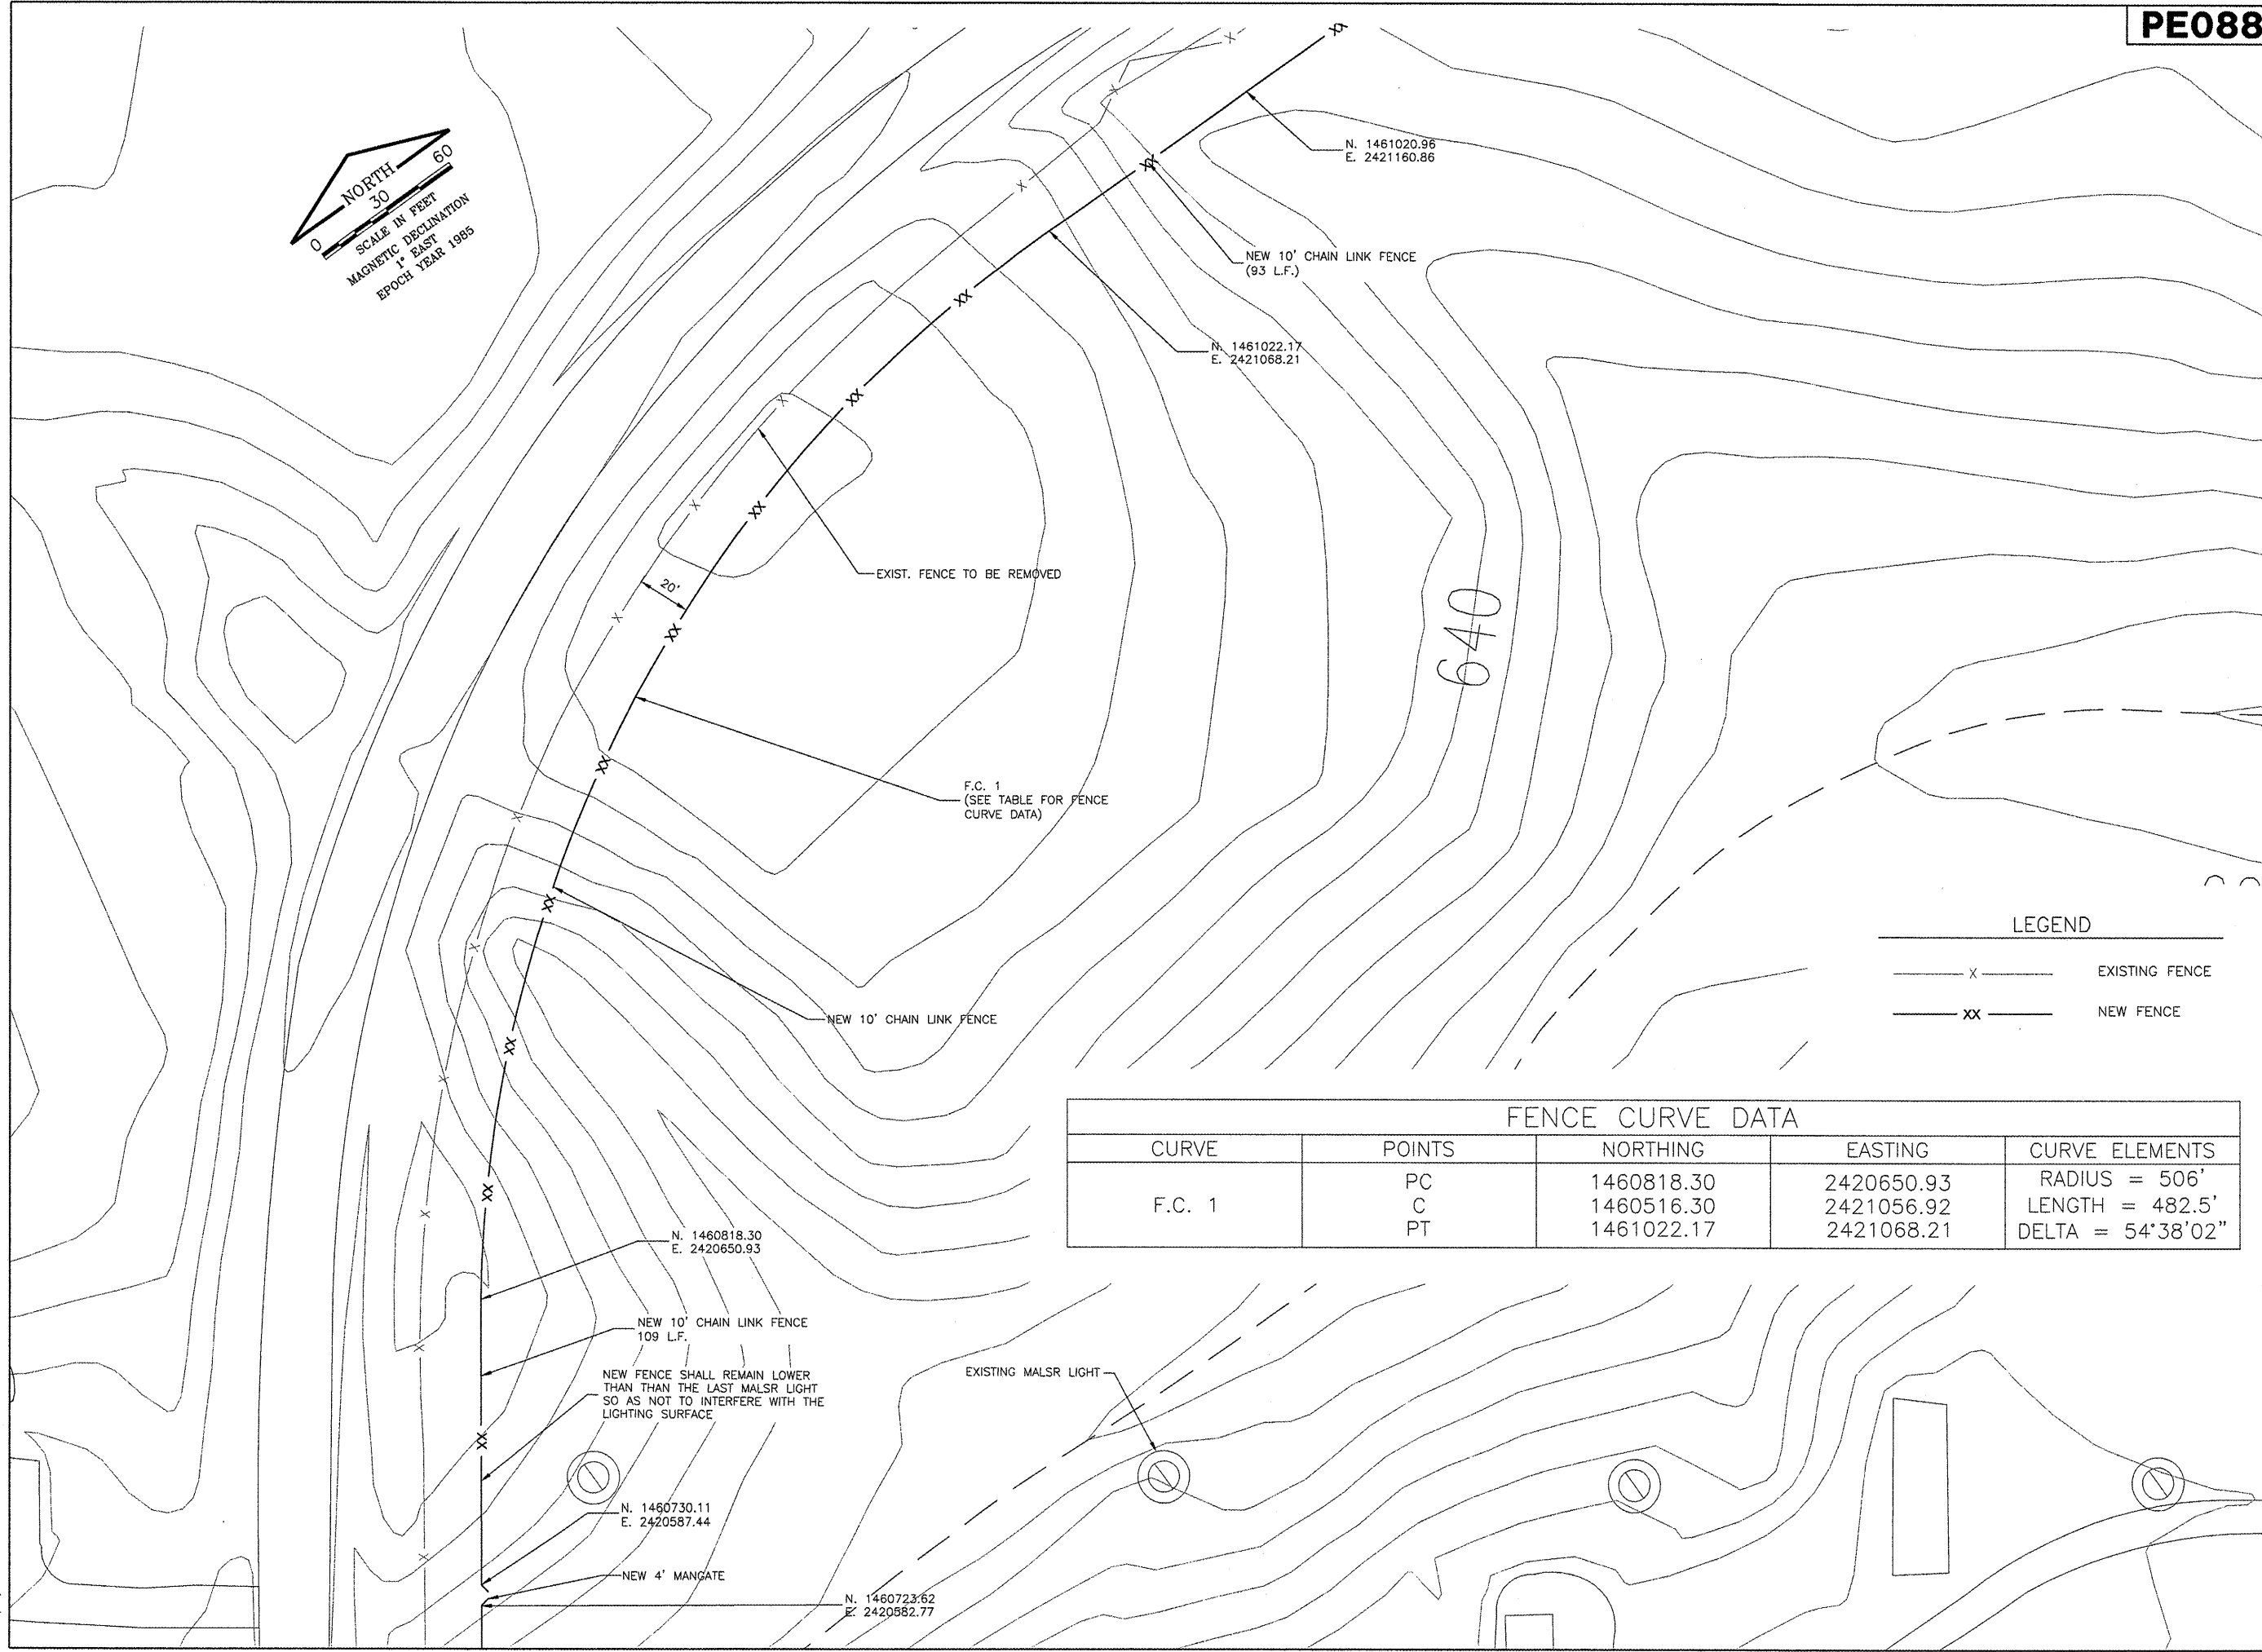 PE088
NORTH
0 30 60
SCALE IN FEET
MAGNETIC DECLINATION
1° EAST
EPOCH YEAR 1985
N. 1461020.96
E. 2421160.86
NEW 10' CHAIN LINK FENCE
(93 L.F.)
N. 1461022.17
E. 2421068.21
EXIST. FENCE TO BE REMOVED
20'
640
F.C. 1
(SEE TABLE FOR FENCE
CURVE DATA)
NEW 10' CHAIN LINK FENCE
LEGEND
X EXISTING FENCE
XX NEW FENCE
FENCE CURVE DATA
CURVE POINTS NORTHING EASTING CURVE ELEMENTS
PC 1460818.30 2420650.93 RADIUS = 506'
F.C. 1 C 1460516.30 2421056.92 LENGTH = 482.5'
PT 1461022.17 2421068.21 DELTA = 54°38'02"
N. 1460818.30
E. 2420650.93
NEW 10' CHAIN LINK FENCE
109 L.F.
NEW FENCE SHALL REMAIN LOWER
THAN THAN THE LAST MALSR LIGHT
SO AS NOT TO INTERFERE WITH THE
LIGHTING SURFACE
EXISTING MALSR LIGHT
N. 1460730.11
E. 2420587.44
NEW 4' MANGATE
N. 1460723.62
E. 2420582.77